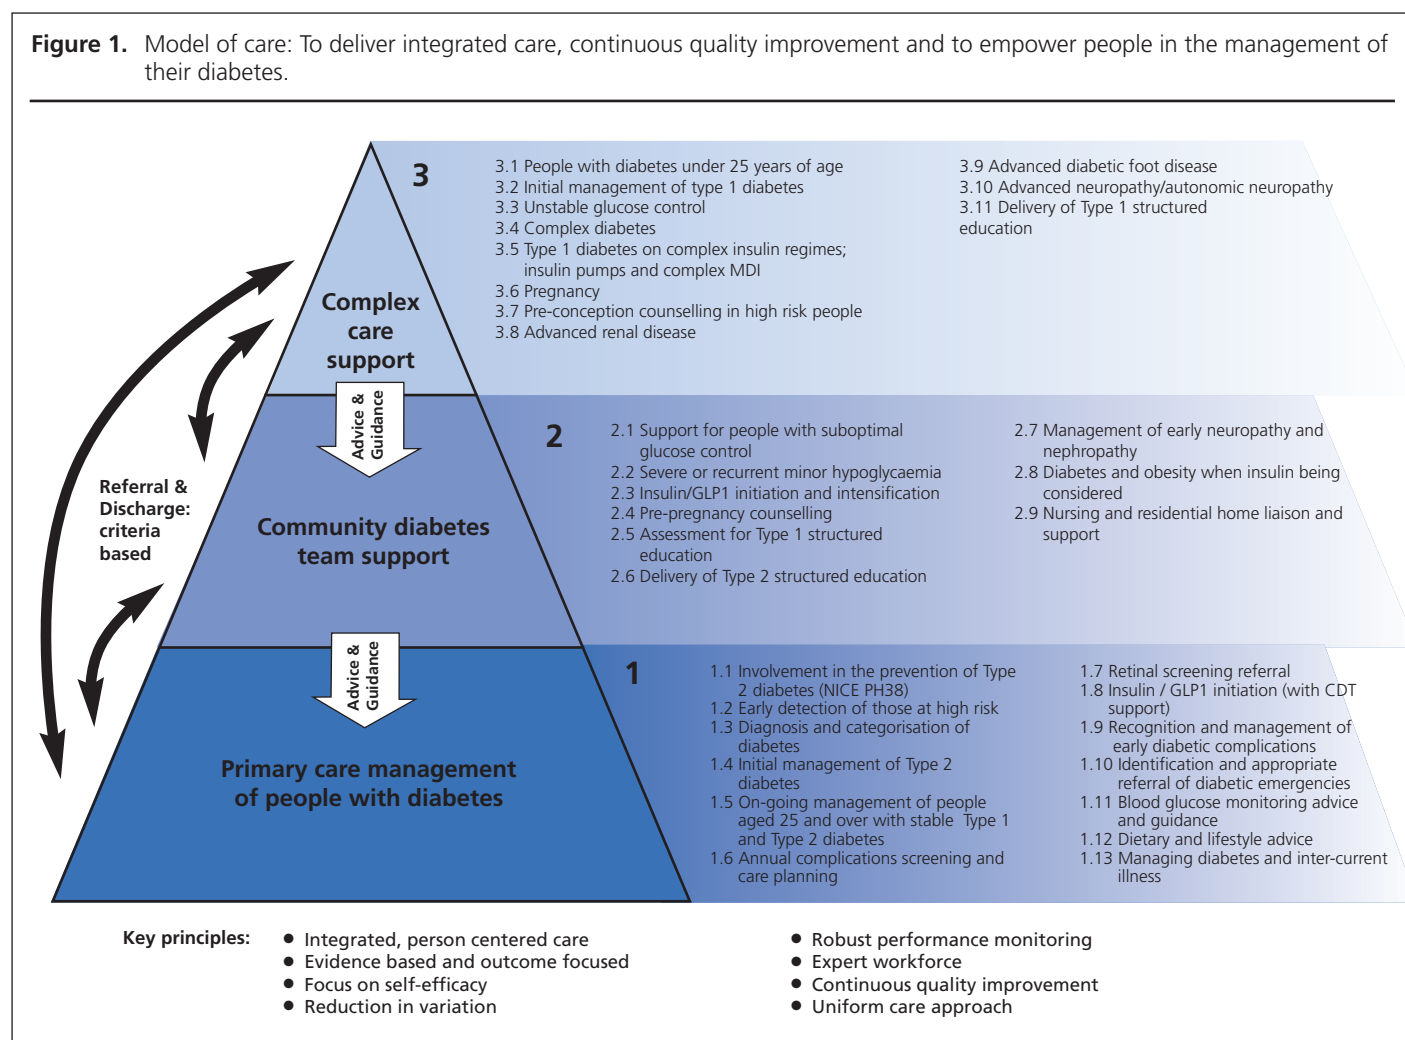 Figure 1. Model of care: To deliver integrated care, continuous quality improvement and to empower people in the management of
their diabetes.
3
3.1 People with diabetes under 25 years of age
3.2 Initial management of type 1 diabetes
3.3 Unstable glucose control
3.4 Complex diabetes
3.5 Type 1 diabetes on complex insulin regimes;
insulin pumps and complex MDI
3.6 Pregnancy
3.7 Pre-conception counselling in high risk people
3.8 Advanced renal disease
3.9 Advanced diabetic foot disease
3.10 Advanced neuropathy/autonomic neuropathy
3.11 Delivery of Type 1 structured
education
Complex
care
support
Advice &
Guidance
2
2.1 Support for people with suboptimal
glucose control
2.2 Severe or recurrent minor hypoglycaemia
2.3 Insulin/GLP1 initiation and intensification
2.4 Pre-pregnancy counselling
2.5 Assessment for Type 1 structured
education
2.6 Delivery of Type 2 structured education
2.7 Management of early neuropathy and
nephropathy
2.8 Diabetes and obesity when insulin being
considered
2.9 Nursing and residential home liaison and
support
Referral &
Discharge:
criteria
based
Community diabetes
team support
Advice &
Guidance
1
1.1 Involvement in the prevention of Type
2 diabetes (NICE PH38)
1.2 Early detection of those at high risk
1.3 Diagnosis and categorisation of
diabetes
1.4 Initial management of Type 2
diabetes
1.5 On-going management of people
aged 25 and over with stable Type 1
and Type 2 diabetes
1.6 Annual complications screening and
care planning
1.7 Retinal screening referral
1.8 Insulin / GLP1 initiation (with CDT
support)
1.9 Recognition and management of
early diabetic complications
1.10 Identification and appropriate
referral of diabetic emergencies
1.11 Blood glucose monitoring advice
and guidance
1.12 Dietary and lifestyle advice
1.13 Managing diabetes and inter-current
illness
Primary care management
of people with diabetes
Key principles:
• Integrated, person centered care
• Evidence based and outcome focused
• Focus on self-efficacy
• Reduction in variation
• Robust performance monitoring
• Expert workforce
• Continuous quality improvement
• Uniform care approach